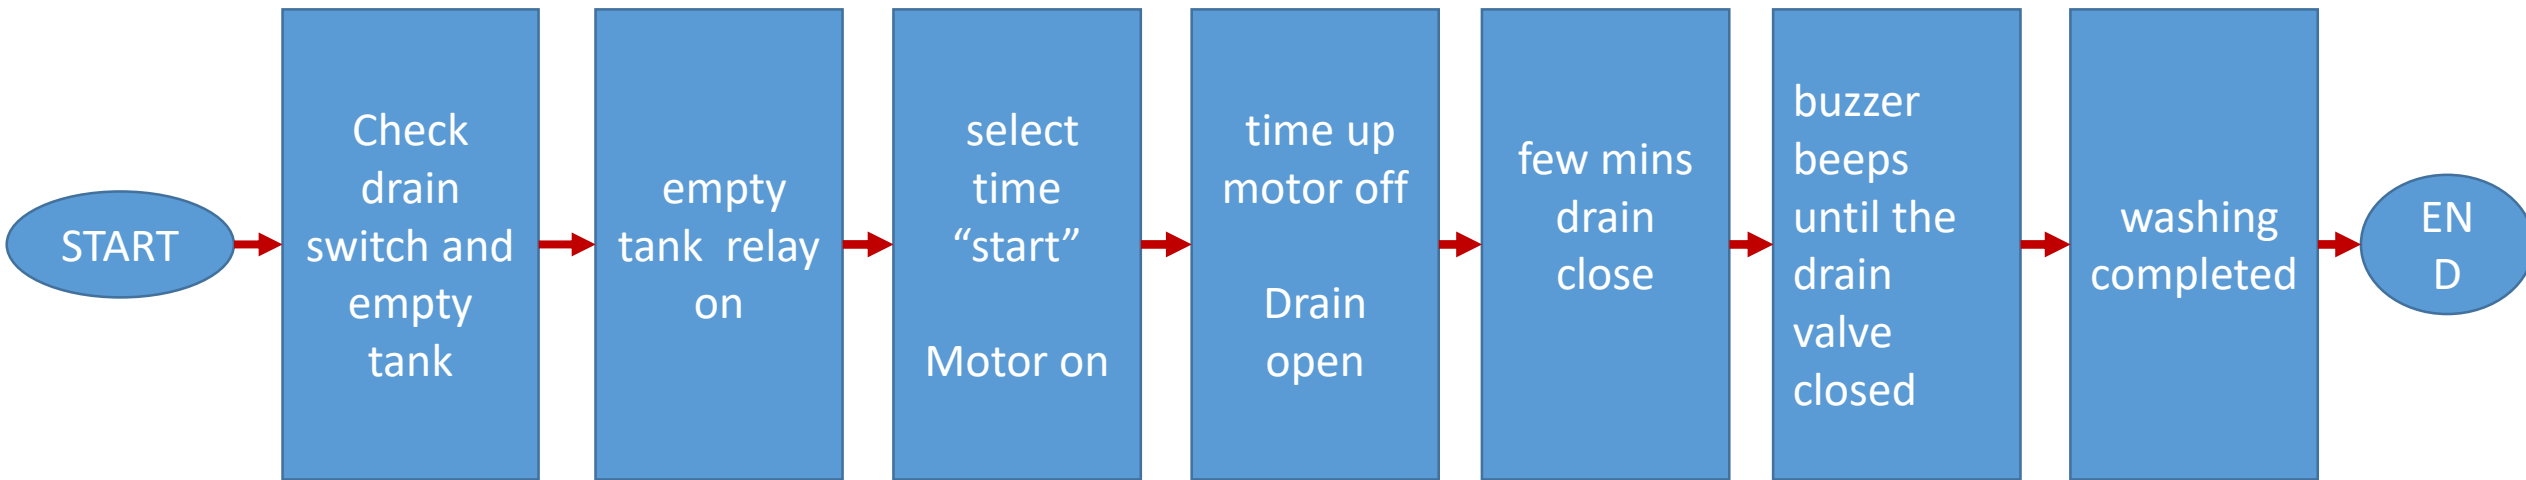 START
Check
drain
switch and
empty
tank
empty
tank relay
on
select
time
“start”
Motor on
time up
motor off
Drain
open
few mins
drain
close
buzzer
beeps
until the
drain
valve
closed
washing
completed
EN
D